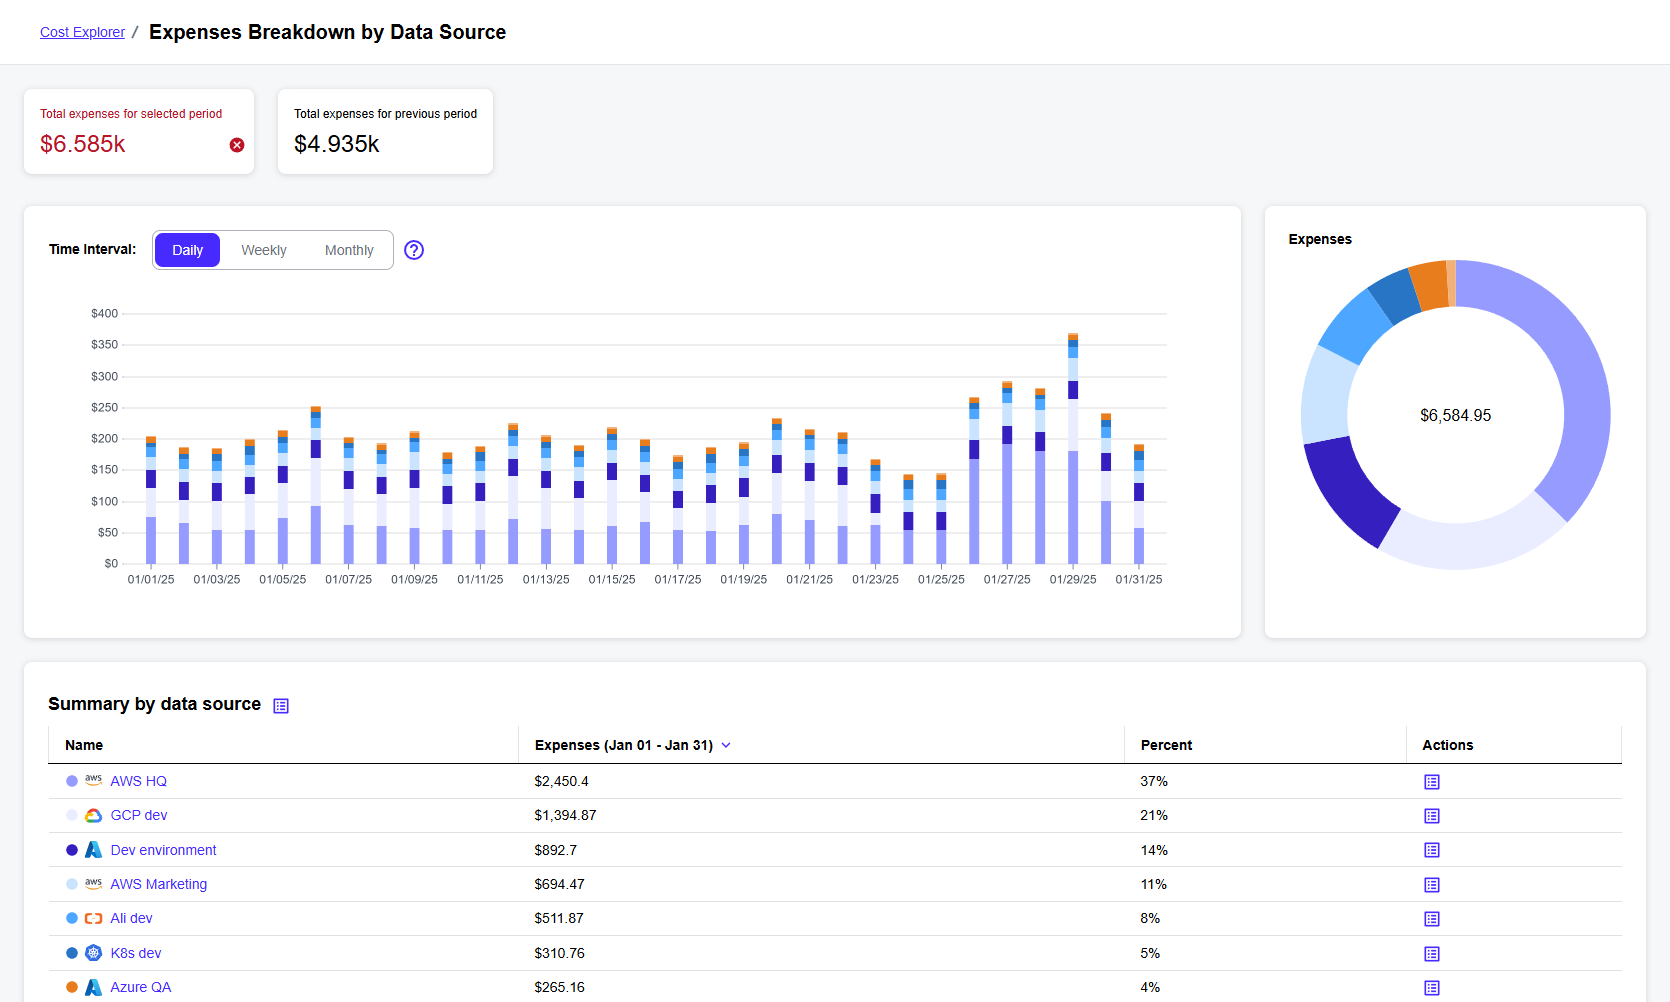 Cost Explorer / Expenses Breakdown by Data Source
Total expenses for selected period
$6.585k
Total expenses for previous period
$4.935k
Time Interval:
Daily Weekly Monthly
?
$400
$350
$300
$250
$200
$150
$100
$50
$0
01/01/25 01/03/25 01/05/25 01/07/25 01/09/25 01/11/25 01/13/25 01/15/25 01/17/25 01/19/25 01/21/25 01/23/25 01/25/25 01/27/25 01/29/25 01/31/25
Expenses
$6,584.95
Summary by data source
Name Expenses (Jan 01 - Jan 31) Percent Actions
aws AWS HQ $2,450.4 37%
GCP dev $1,394.87 21%
Dev environment $892.7 14%
aws AWS Marketing $694.47 11%
Ali dev $511.87 8%
K8s dev $310.76 5%
Azure QA $265.16 4%